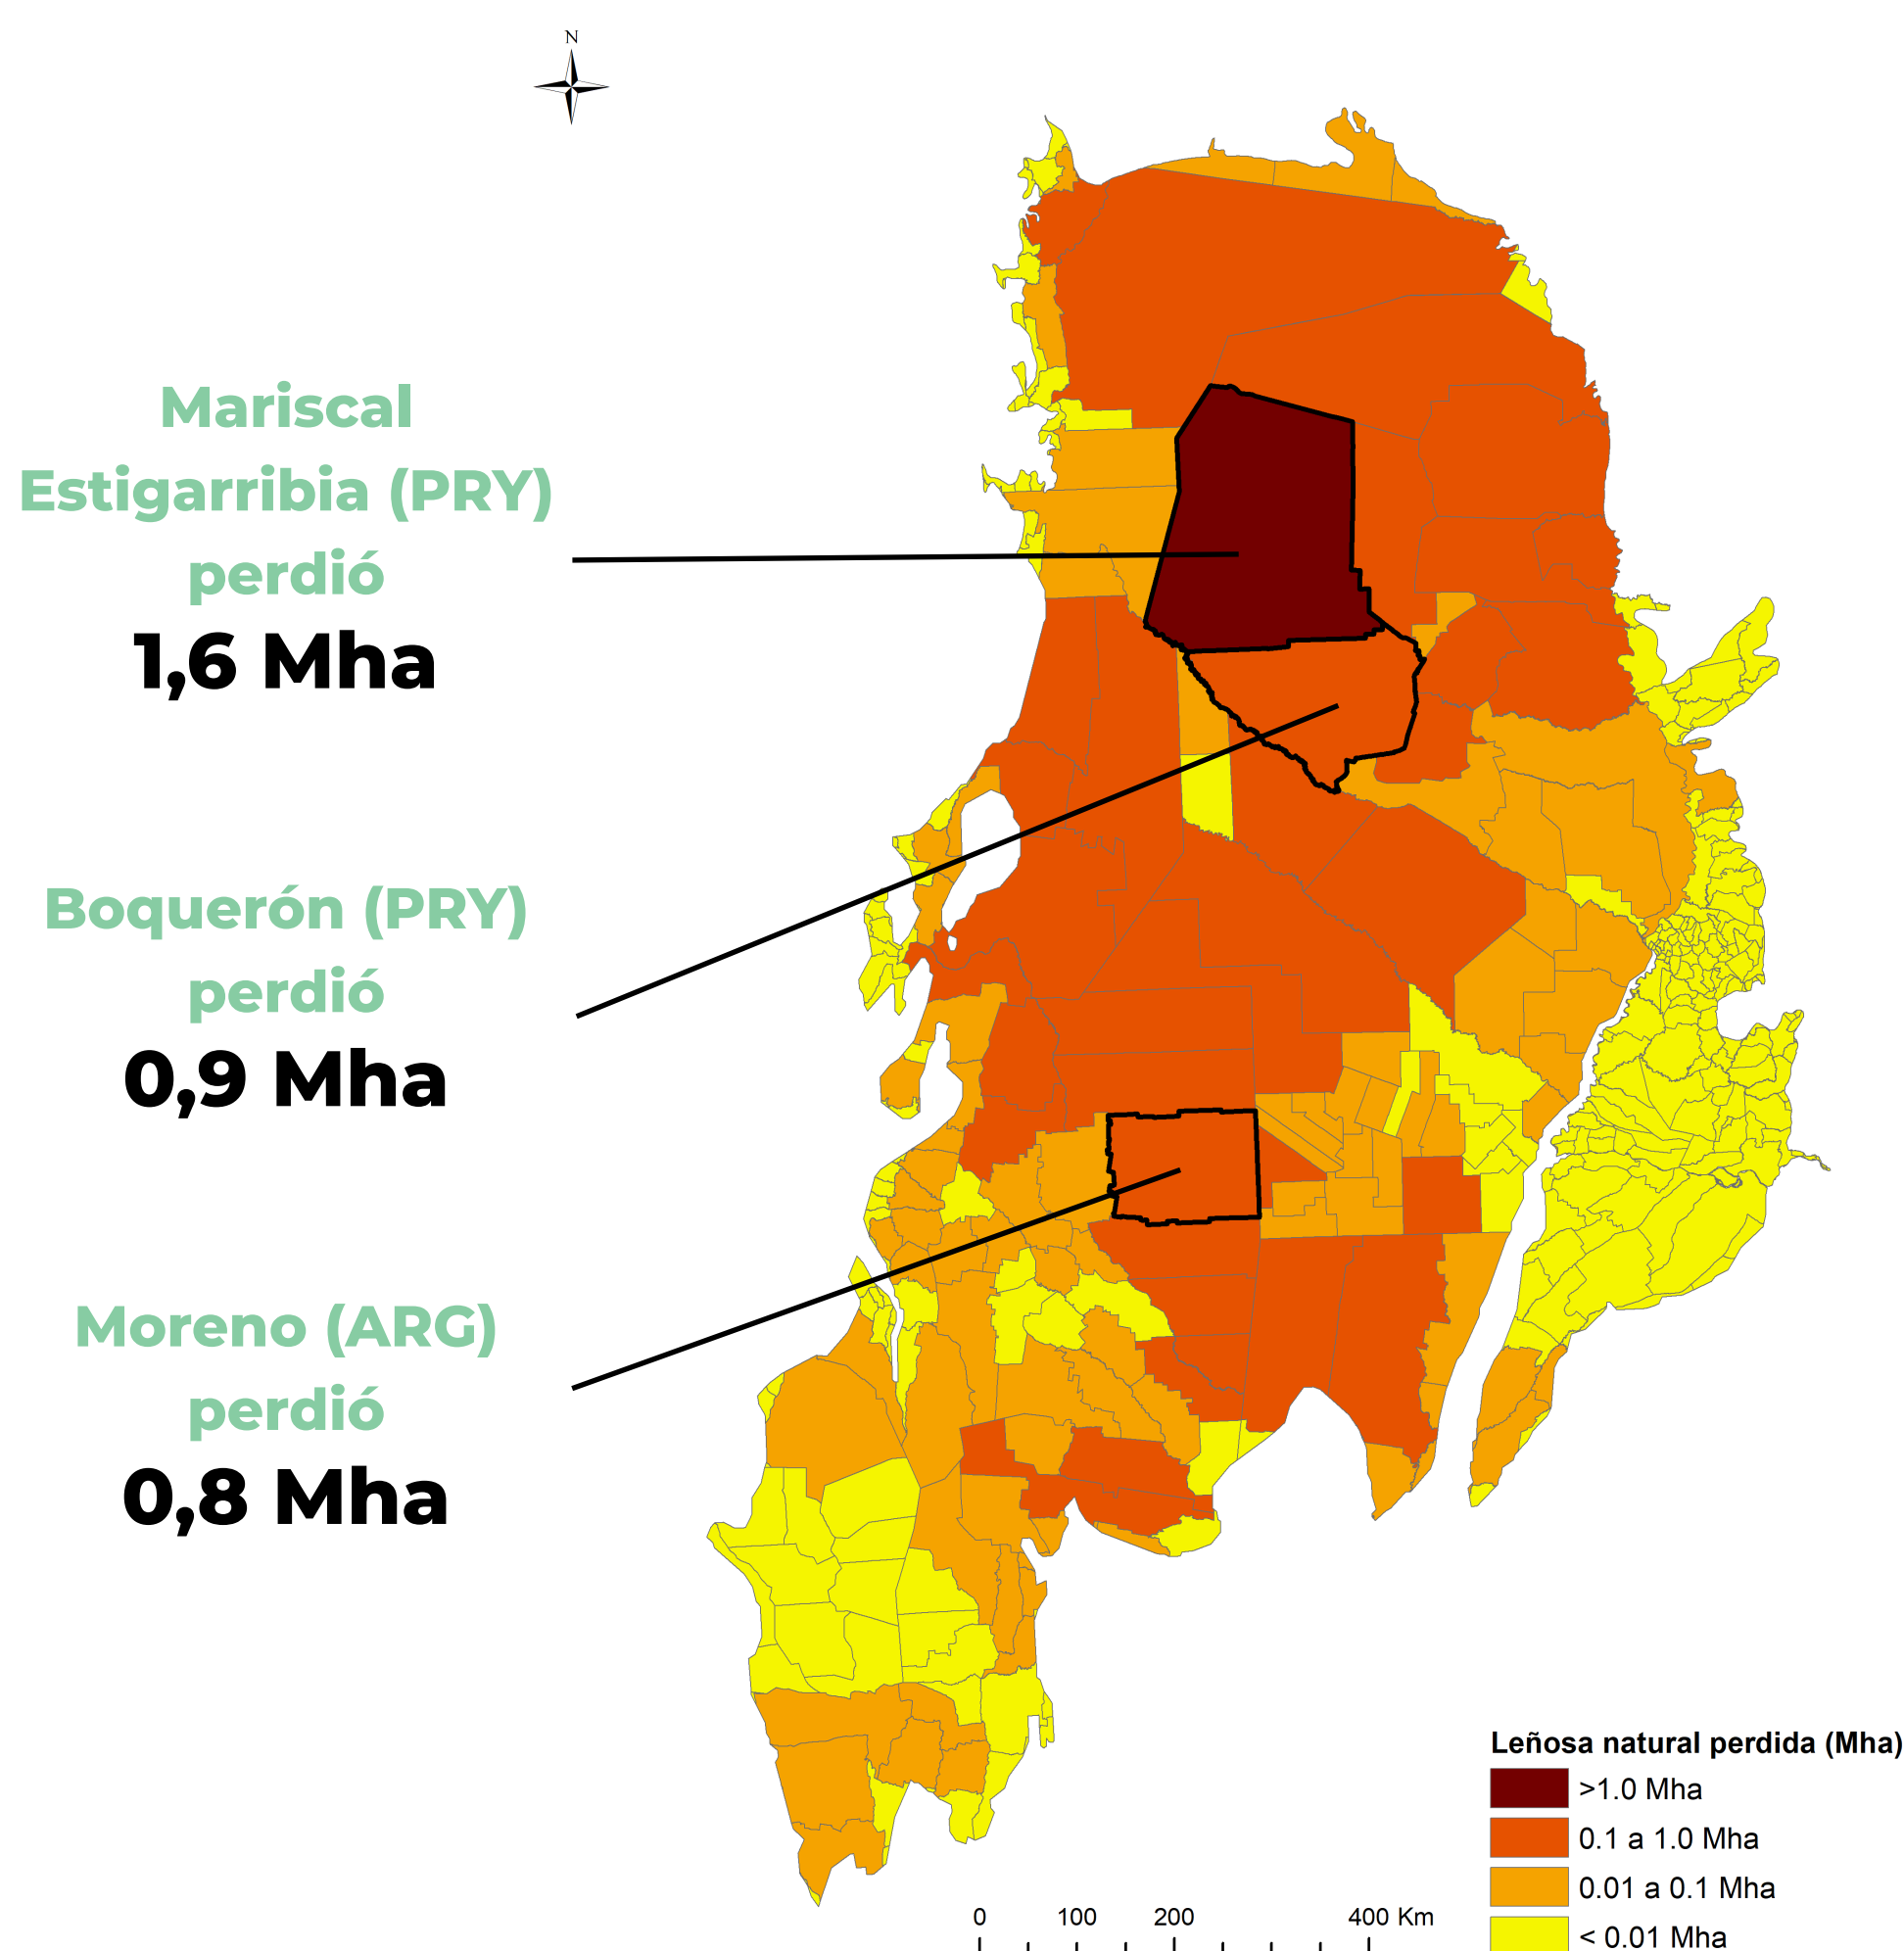 N
Mariscal
Estigarribia (PRY)
perdió
1,6 Mha
Boquerón (PRY)
perdió
0,9 Mha
Moreno (ARG)
perdió
0,8 Mha
Leñosa natural perdida (Mha)
>1.0 Mha
0.1 a 1.0 Mha
0.01 a 0.1 Mha
< 0.01 Mha
0 100 200 400 Km